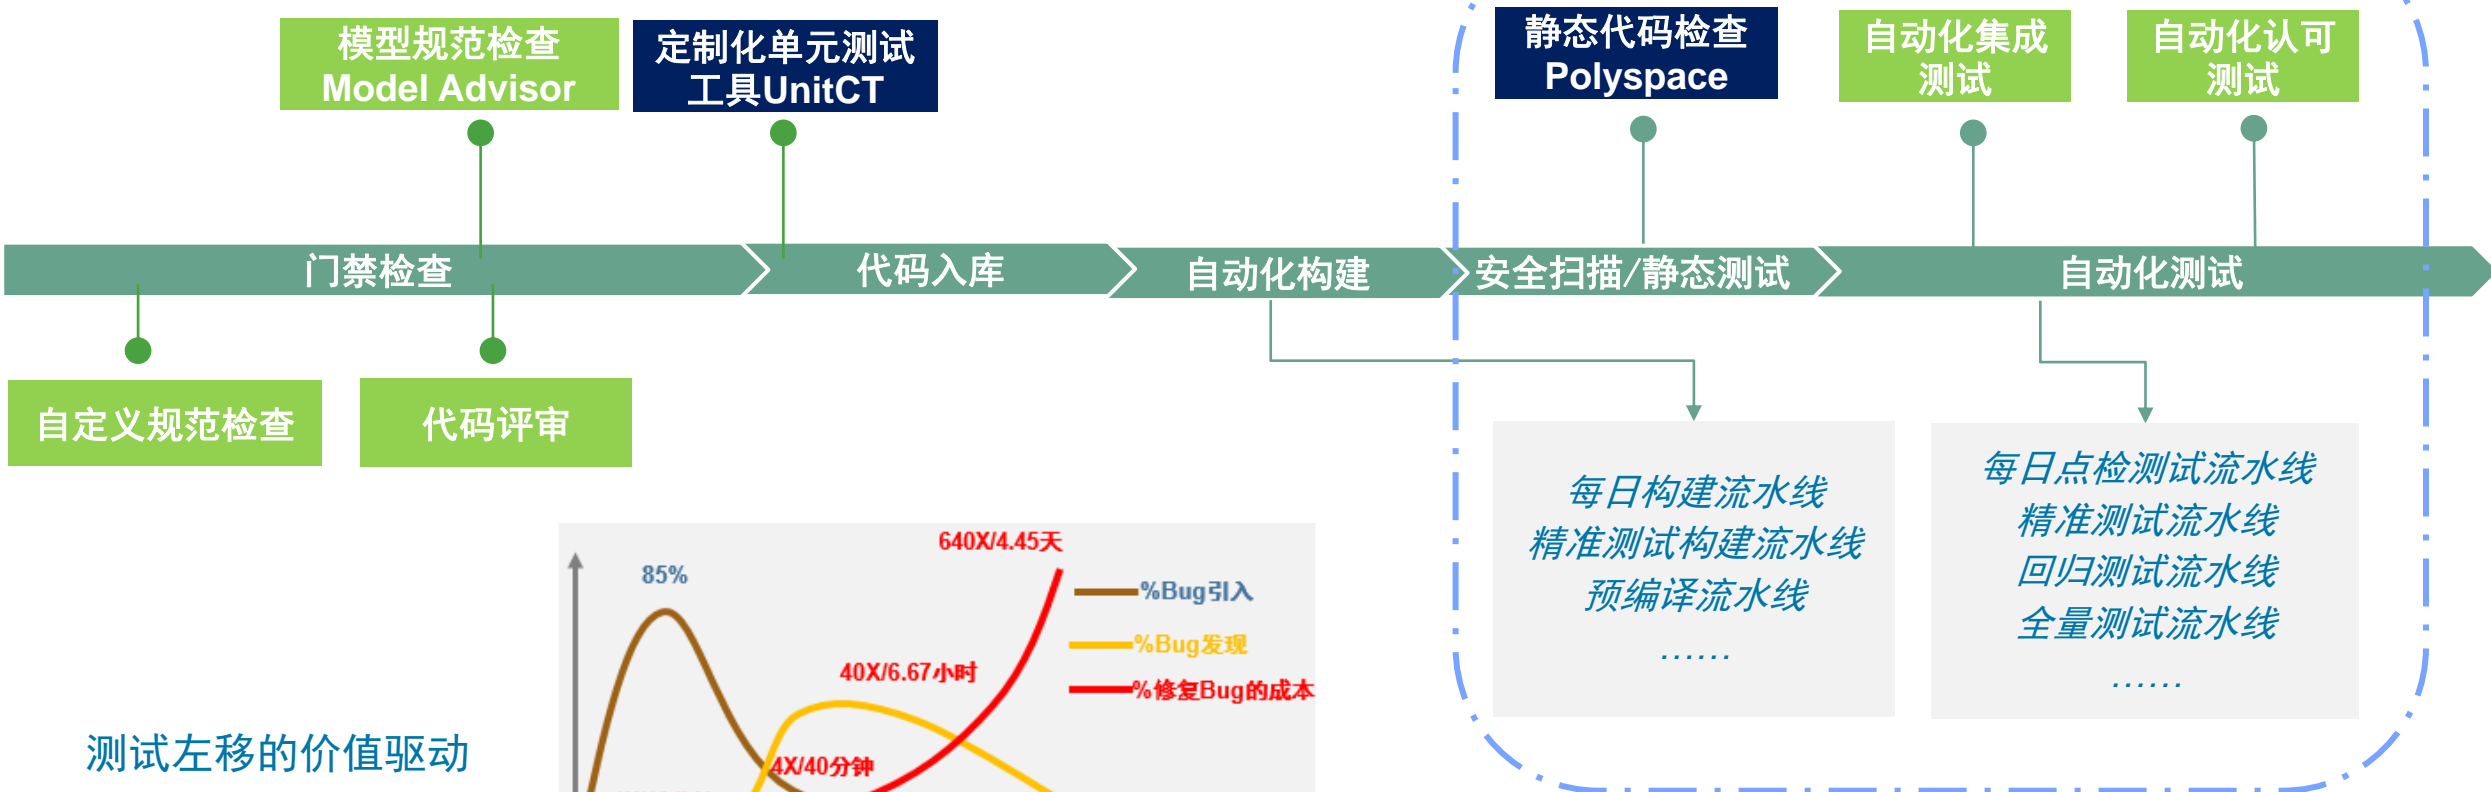 模型规范检查
Model Advisor
定制化单元测试
工具UnitCT
静态代码检查
Polyspace
自动化集成
测试
自动化认可
测试
门禁检查
代码入库
自动化构建
安全扫描/静态测试
自动化测试
自定义规范检查
代码评审
每日构建流水线
精准测试构建流水线
预编译流水线
……
每日点检测试流水线
精准测试流水线
回归测试流水线
全量测试流水线
……
测试左移的价值驱动
640X/4.45天
85%
%Bug引入
%Bug发现
40X/6.67小时
%修复Bug的成本
4X/40分钟